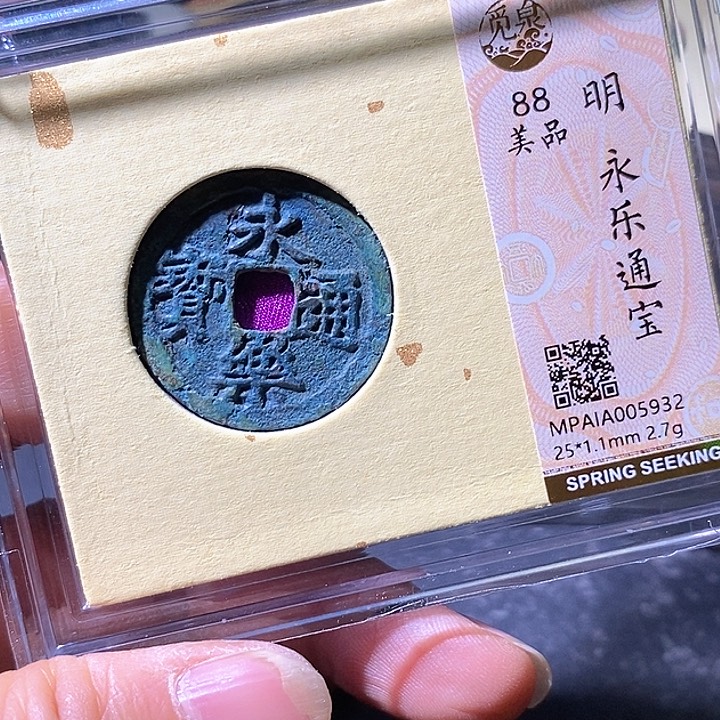 永樂通寳
觅泉
88
美品
明 永乐通宝
MPAIA005932
25*1.1mm 2.7g
SPRING SEEKING